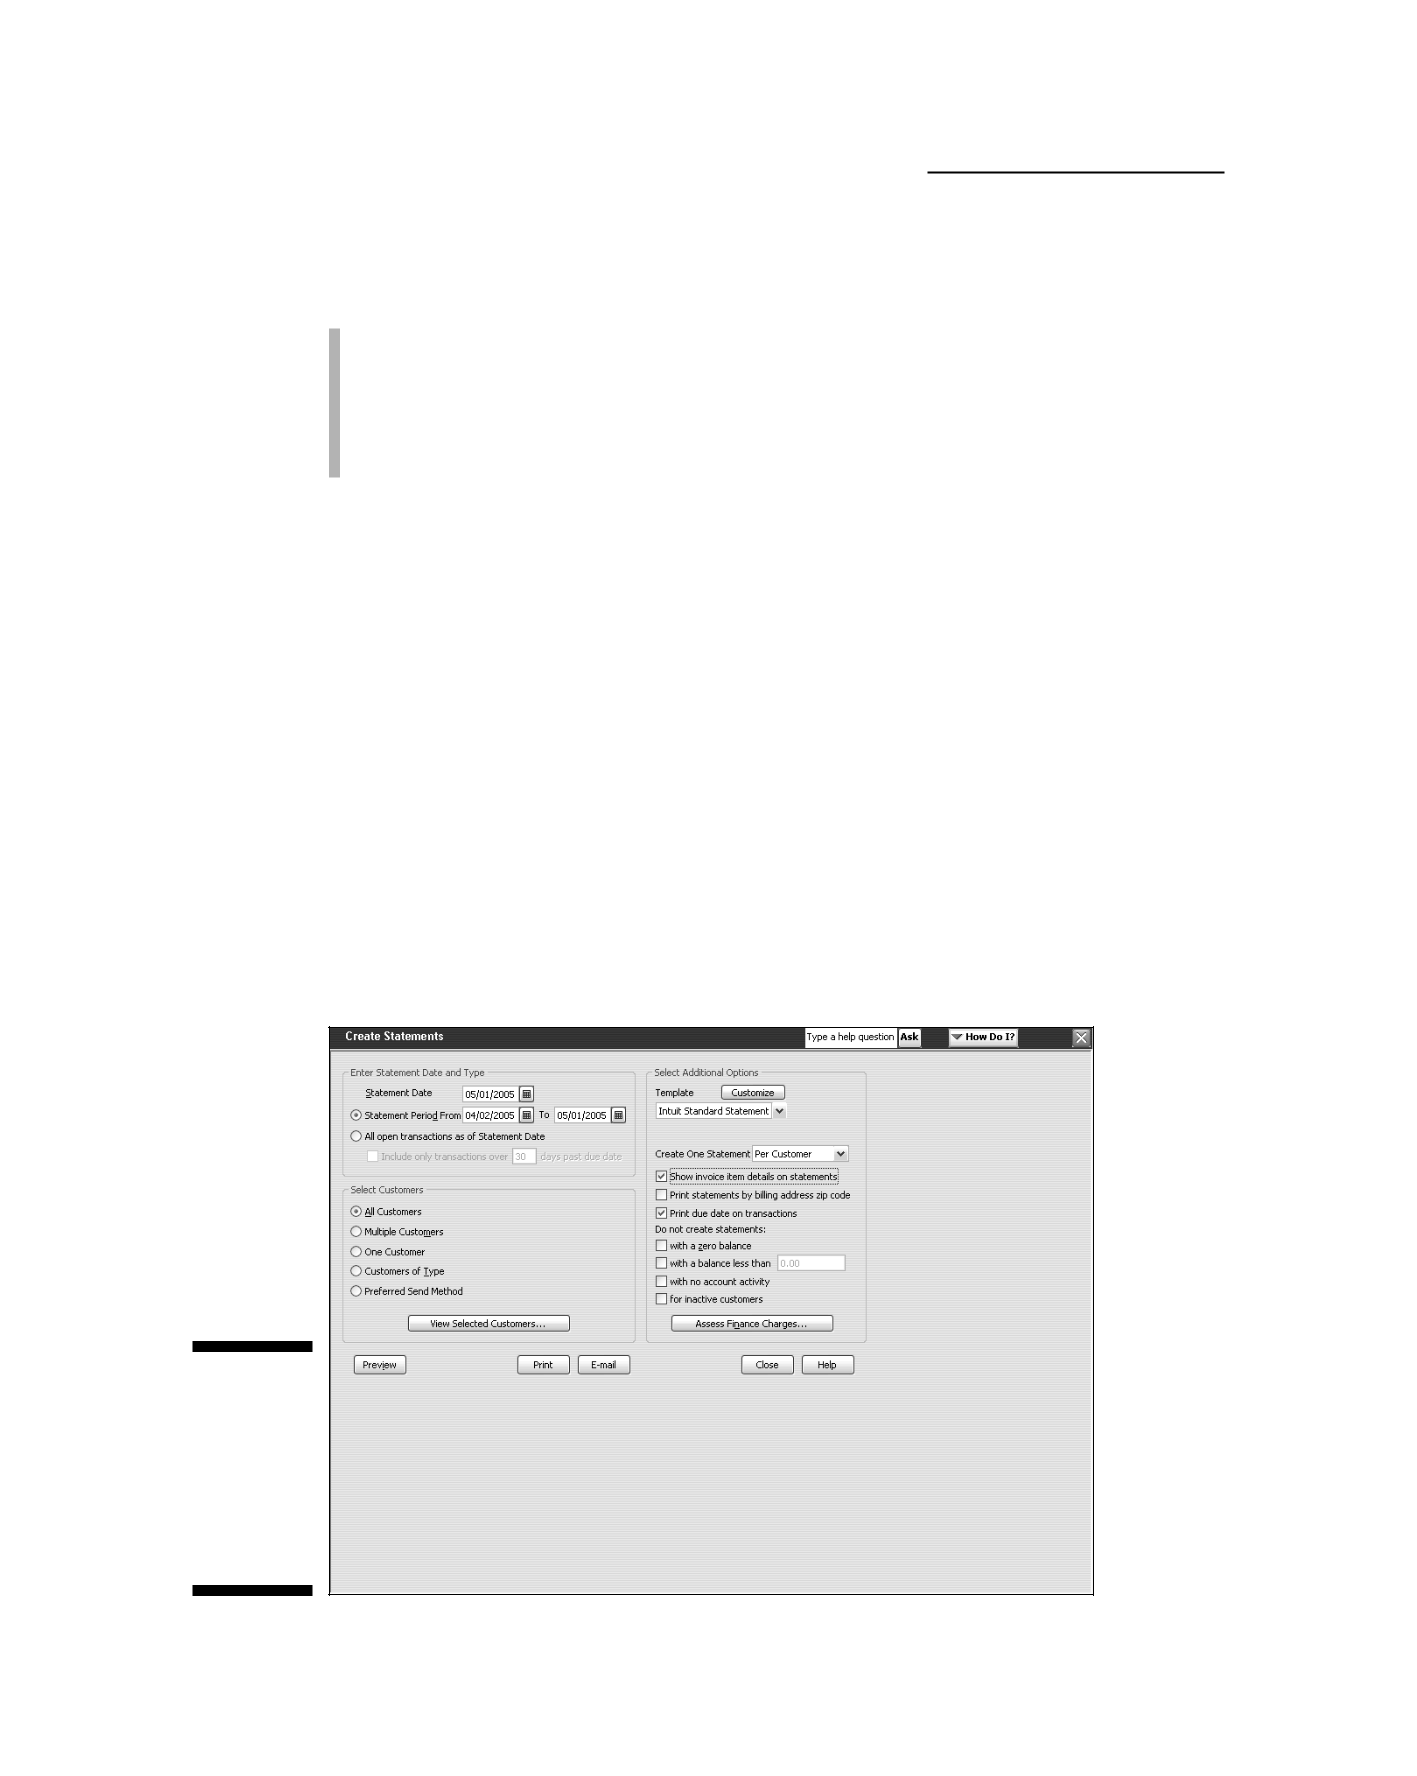 Create Statements
Type a help question Ask How Do I?
Enter Statement Date and Type
Statement Date 05/01/2005
Statement Period From 04/02/2005 To 05/01/2005
All open transactions as of Statement Date
Include only transactions over 30 days past due date
Select Customers
All Customers
Multiple Customers
One Customer
Customers of Type
Preferred Send Method
View Selected Customers...
Select Additional Options
Template Customize
Intuit Standard Statement
Create One Statement Per Customer
Show invoice item details on statements
Print statements by billing address zip code
Print due date on transactions
Do not create statements:
with a zero balance
with a balance less than 0.00
with no account activity
for inactive customers
Assess Finance Charges...
Preview Print E-mail Close Help